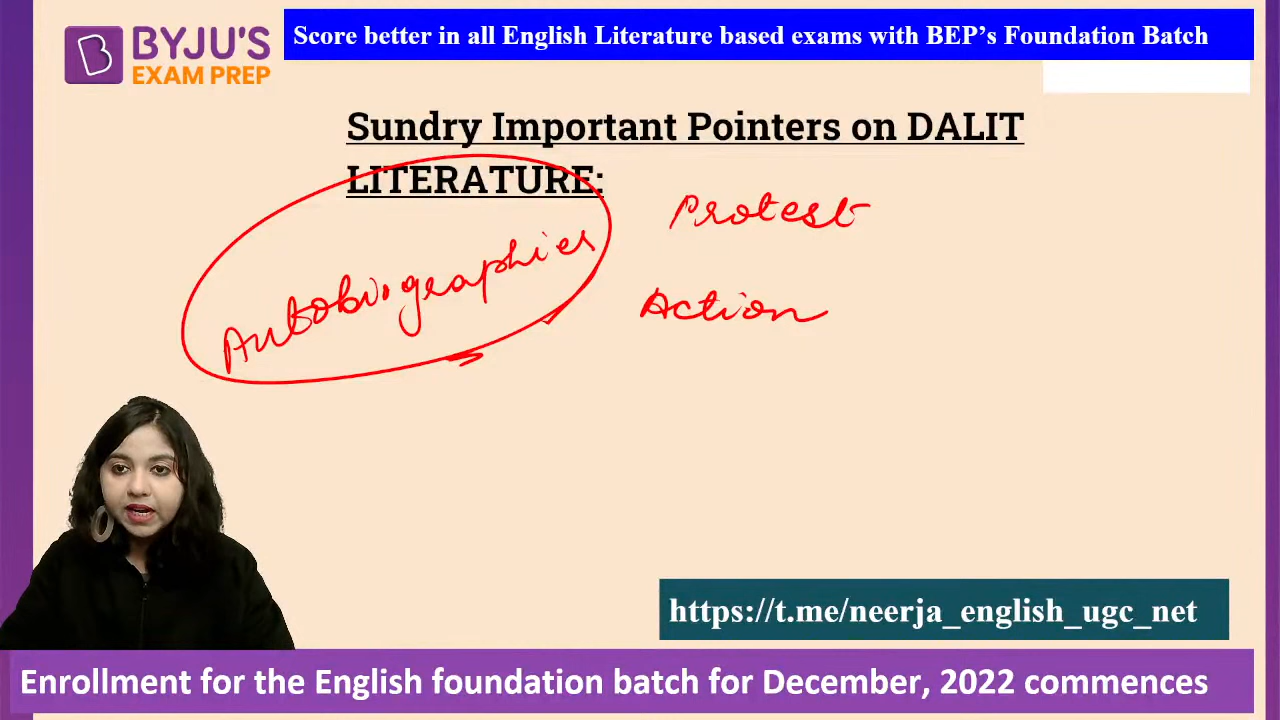 BYJU'S
EXAM PREP
Score better in all English Literature based exams with BEP's Foundation Batch
Sundry Important Pointers on DALIT
LITERATURE:
Protest
Autobiographies
Action
https://t.me/neerja_english_ugc_net
Enrollment for the English foundation batch for December, 2022 commences